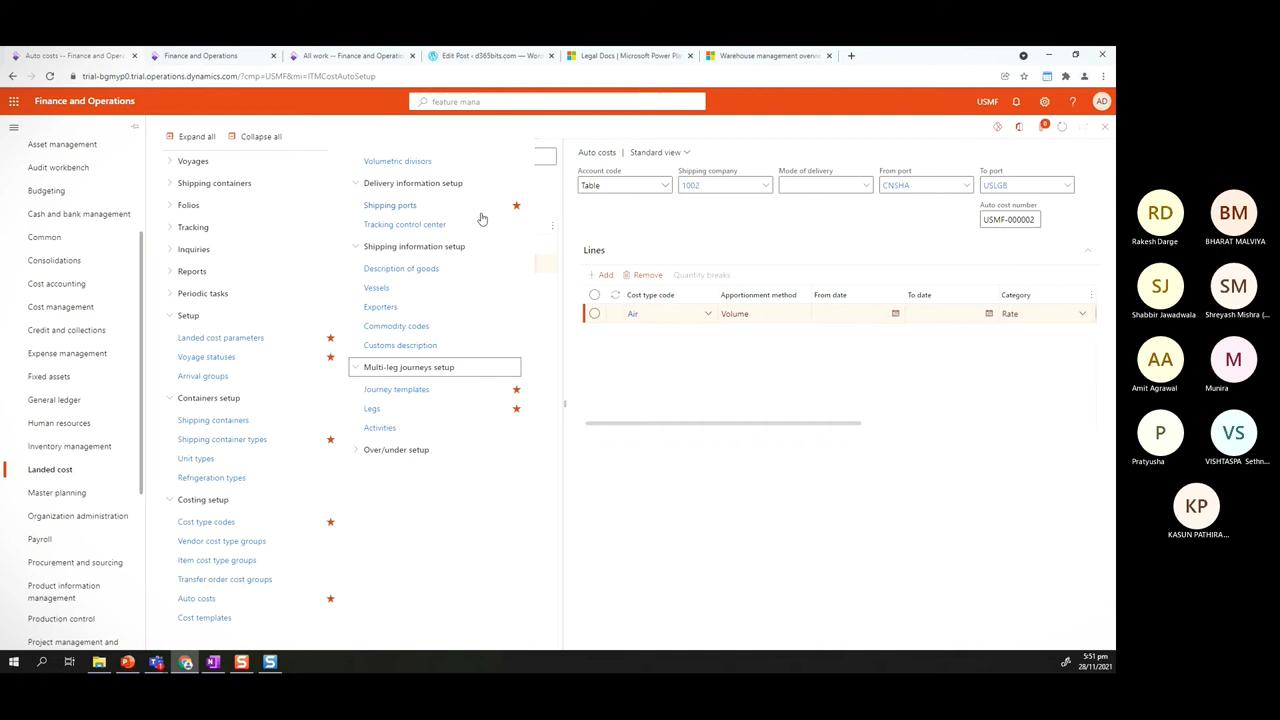 Auto costs -- Finance and Operations
Finance and Operations
All work -- Finance and Operations
Edit Post ‹ d365bits.com — Wor
Legal Docs | Microsoft Power Pla
Warehouse management overvie
trial-bgmyp0.trial.operations.dynamics.com/?cmp=USMF&mi=ITMCostAutoSetup
Finance and Operations
feature mana
USMF
AD
Asset management
Audit workbench
Budgeting
Cash and bank management
Common
Consolidations
Cost accounting
Cost management
Credit and collections
Expense management
Fixed assets
General ledger
Human resources
Inventory management
Landed cost
Master planning
Organization administration
Payroll
Procurement and sourcing
Product information
management
Production control
Project management and
Expand all
Collapse all
Voyages
Shipping containers
Folios
Tracking
Inquiries
Reports
Periodic tasks
Setup
Landed cost parameters
Voyage statuses
Arrival groups
Containers setup
Shipping containers
Shipping container types
Unit types
Refrigeration types
Costing setup
Cost type codes
Vendor cost type groups
Item cost type groups
Transfer order cost groups
Auto costs
Cost templates
Volumetric divisors
Delivery information setup
Shipping ports
Tracking control center
Shipping information setup
Description of goods
Vessels
Exporters
Commodity codes
Customs description
Multi-leg journeys setup
Journey templates
Legs
Activities
Over/under setup
0
Auto costs | Standard view
Account code
Shipping company
Mode of delivery
From port
To port
Table
1002
CNSHA
USLGB
Auto cost number
USMF-000002
Lines
Add
Remove
Quantity breaks
Cost type code
Apportionment method
From date
To date
Category
Air
Volume
Rate
5:51 pm
28/11/2021
RD
Rakesh Darge
BM
BHARAT MALVIYA
SJ
Shabbir Jawadwala
SM
Shreyash Mishra (...
AA
Amit Agrawal
M
Munira
P
Pratyusha
VS
VISHTASPA Sethn...
KP
KASUN PATHIRA...